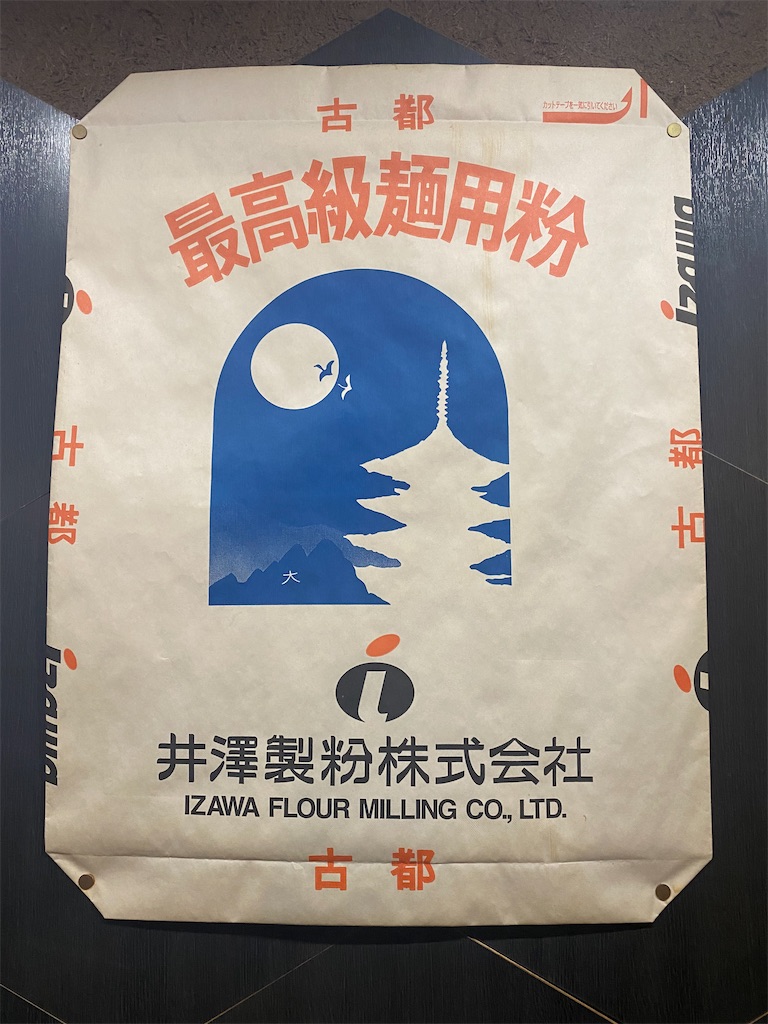 古都
カットテープを一気に引いてください
最高級麺用粉
izawa
古都
古都
大
izawa
i
井澤製粉株式会社
IZAWA FLOUR MILLING CO., LTD.
古都